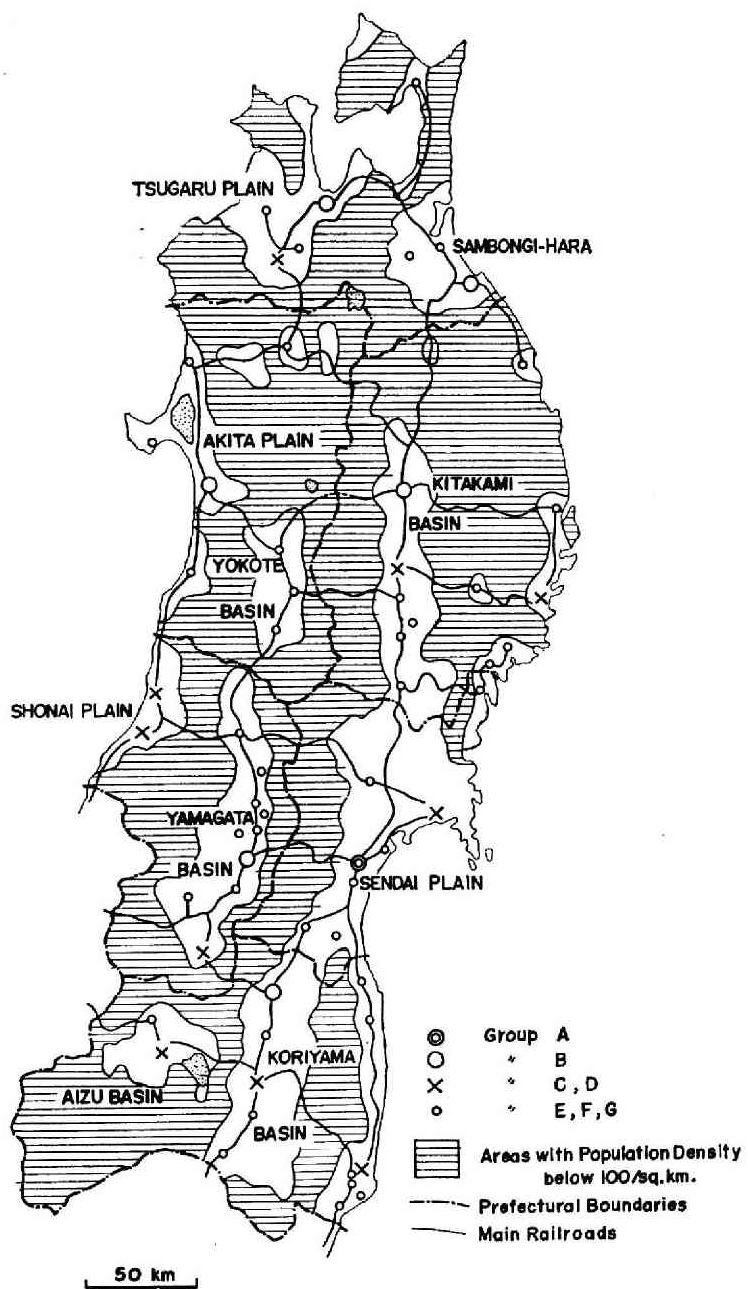 TSUGARU PLAIN
SAMBONGI-HARA
AKITA PLAIN
KITAKAMI
BASIN
YOKOTE
BASIN
SHONAI PLAIN
YAMAGATA
BASIN
SENDAI PLAIN
KORIYAMA
BASIN
AIZU BASIN
Group A
〃 B
〃 C, D
〃 E, F, G
Areas with Population Density
below 100/sq. km.
Prefectural Boundaries
Main Railroads
50 km